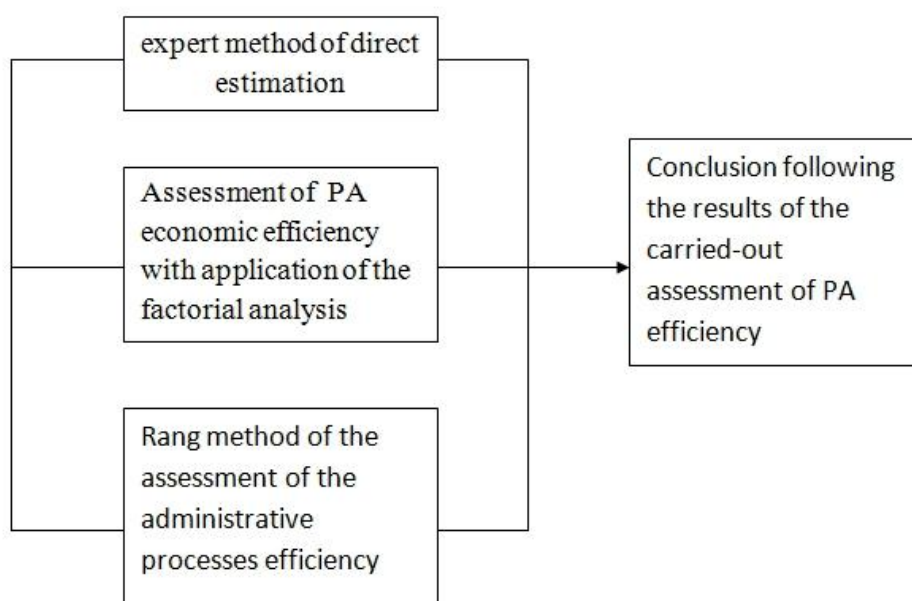 expert method of direct
estimation
Assessment of PA
economic efficiency
with application of the
factorial analysis
Rang method of the
assessment of the
administrative
processes efficiency
Conclusion following
the results of the
carried-out
assessment of PA
efficiency